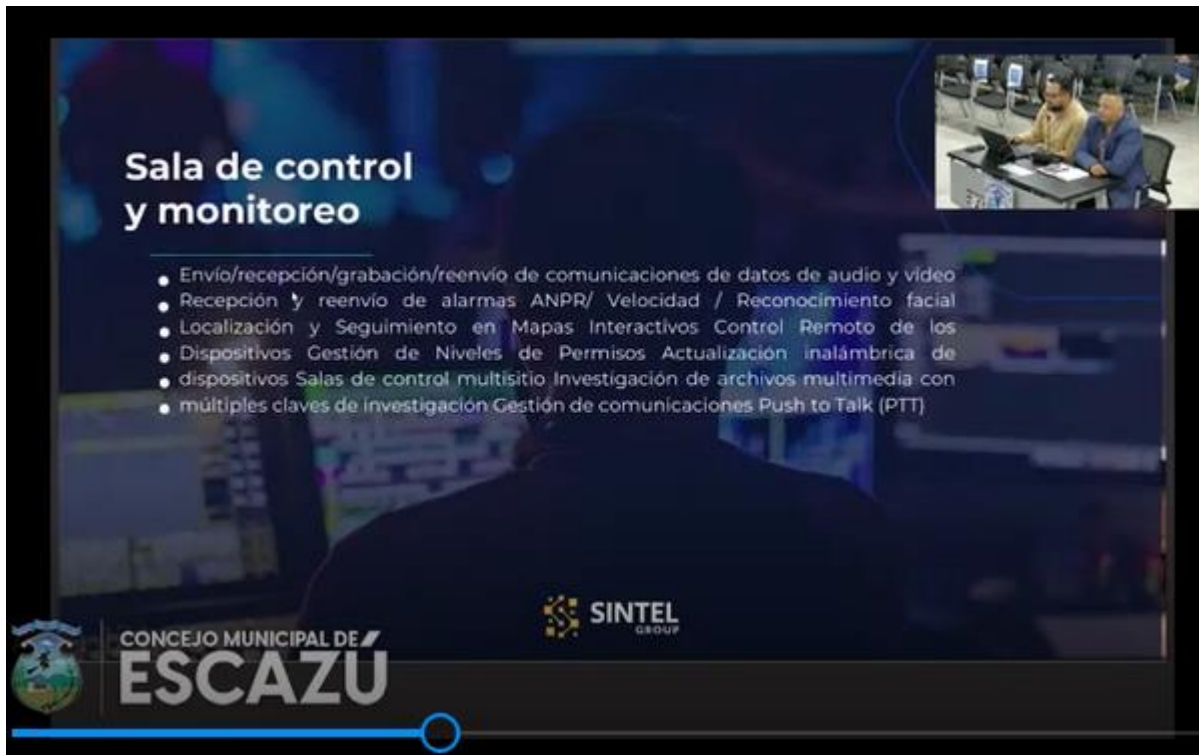 Sala de control
y monitoreo
Envío/recepción/grabación/reenvío de comunicaciones de datos de audio y vídeo
Recepción y reenvío de alarmas ANPR/ Velocidad / Reconocimiento facial
Localización y Seguimiento en Mapas Interactivos Control Remoto de los
Dispositivos Gestión de Niveles de Permisos Actualización inalámbrica de
dispositivos Salas de control multisitio Investigación de archivos multimedia con
múltiples claves de investigación Gestión de comunicaciones Push to Talk (PTT)
SINTEL
GROUP
CONCEJO MUNICIPAL DE
ESCAZÚ